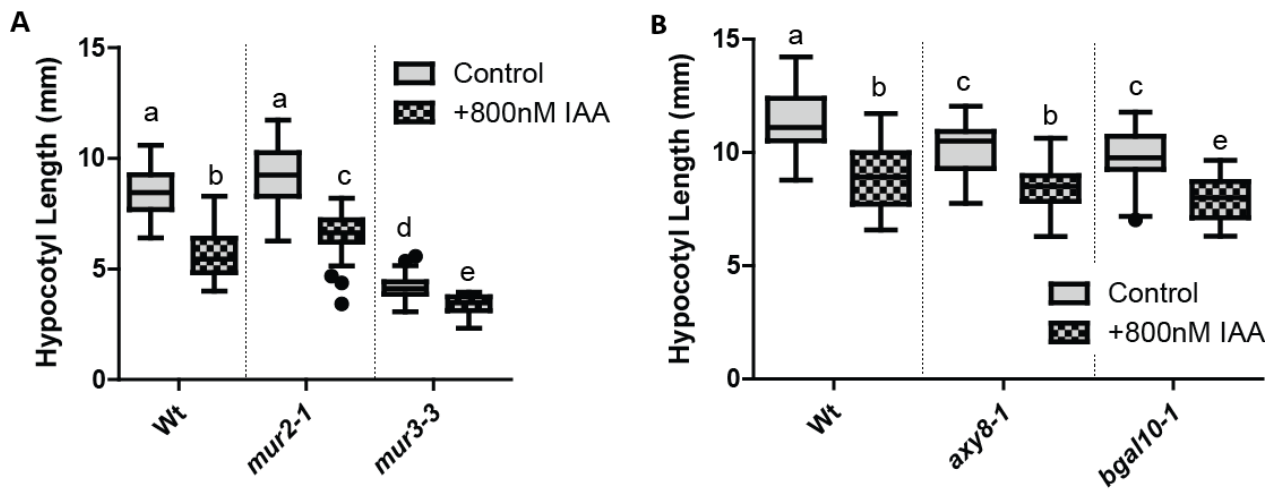 A
Hypocotyl Length (mm)
15
10
5
0
a
b
a
c
d
e
Control
+800nM IAA
Wt
mur2-1
mur3-3
B
Hypocotyl Length (mm)
15
10
5
0
a
b
c
b
c
e
Control
+800nM IAA
Wt
axy8-1
bgal10-1